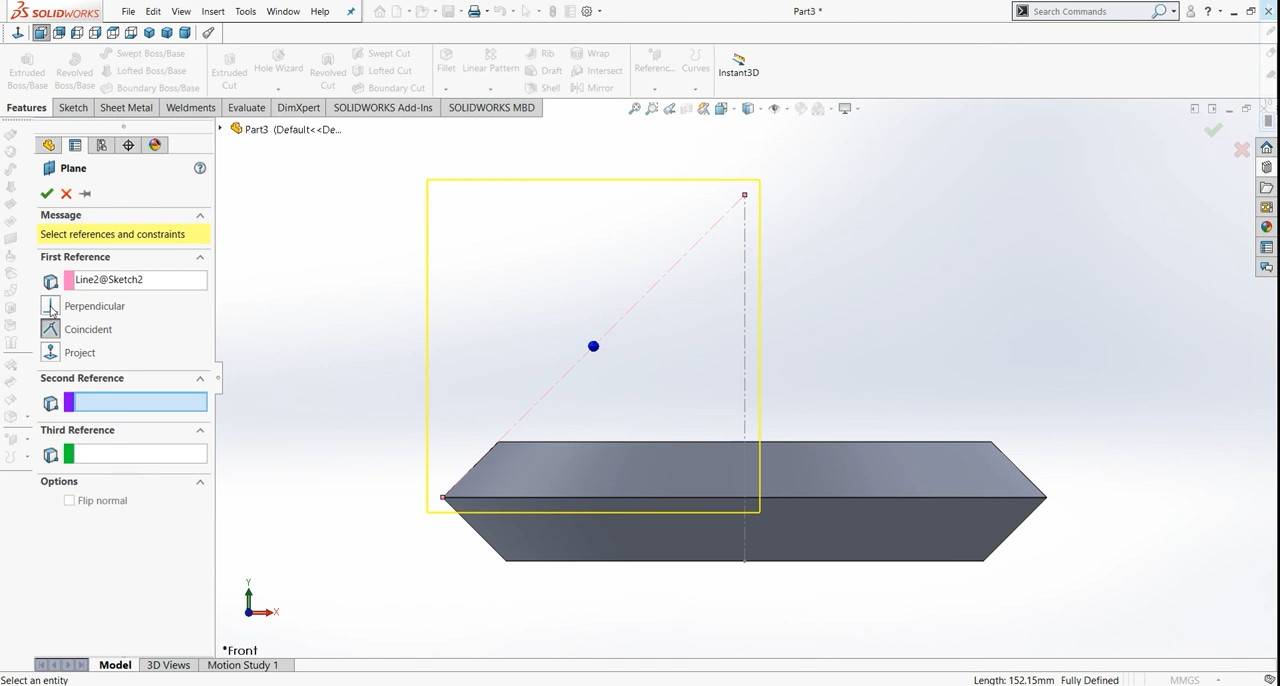 SOLIDWORKS File Edit View Insert Tools Window Help Part3 * Search Commands ?
Extruded Boss/Base Revolved Boss/Base Swept Boss/Base Lofted Boss/Base Boundary Boss/Base Extruded Cut Hole Wizard Revolved Cut Swept Cut Lofted Cut Boundary Cut Fillet Linear Pattern Rib Draft Shell Wrap Intersect Mirror Referenc... Curves Instant3D
Features Sketch Sheet Metal Weldments Evaluate DimXpert SOLIDWORKS Add-Ins SOLIDWORKS MBD
Part3 (Default<<De...
Plane ?
Message
Select references and constraints
First Reference
Line2@Sketch2
Perpendicular
Coincident
Project
Second Reference
Third Reference
Options
Flip normal
Y
X
*Front
Model 3D Views Motion Study 1
Select an entity Length: 152.15mm Fully Defined MMGS